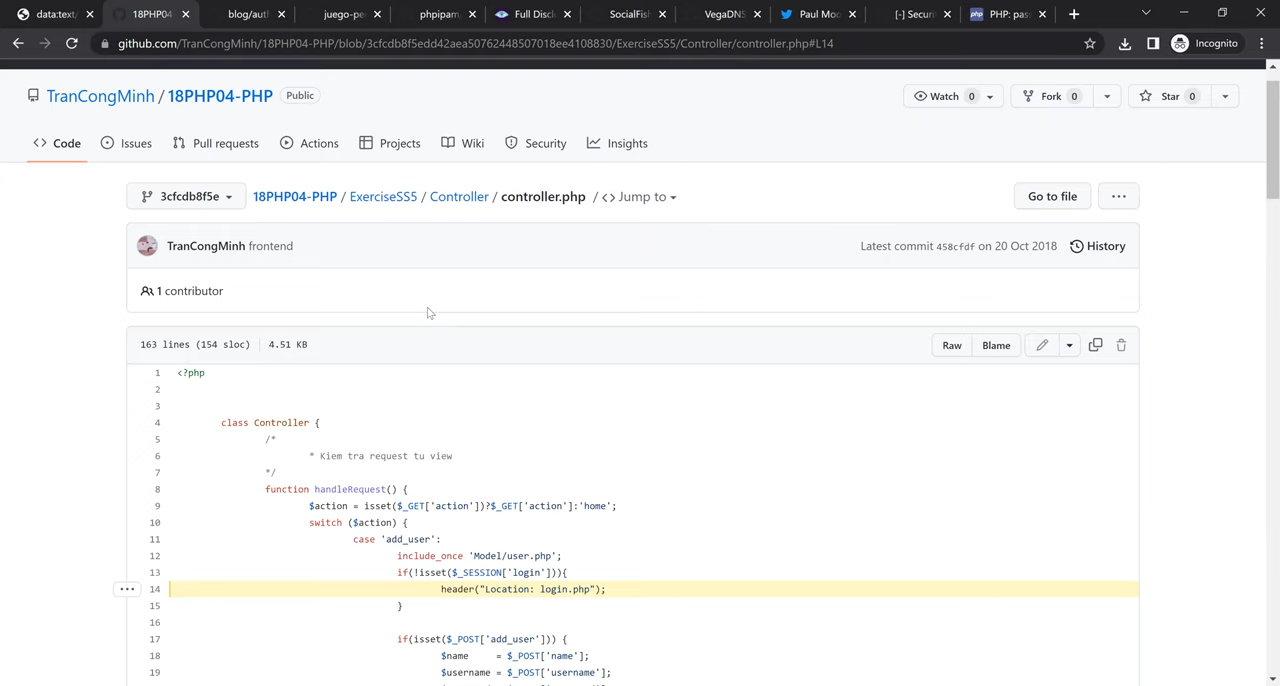 data:text/
18PHP04
blog/aut
juego-pe
phpipam
Full Discl
SocialFis
VegaDNS
Paul Moo
[-] Securi
PHP: pas
github.com/TranCongMinh/18PHP04-PHP/blob/3cfcdb8f5edd42aea50762448507018ee4108830/ExerciseSS5/Controller/controller.php#L14
Incognito
TranCongMinh / 18PHP04-PHP Public
Watch 0 Fork 0 Star 0
Code Issues Pull requests Actions Projects Wiki Security Insights
3cfcdb8f5e 18PHP04-PHP / ExerciseSS5 / Controller / controller.php / <> Jump to Go to file ...
TranCongMinh frontend Latest commit 458cfdf on 20 Oct 2018 History
1 contributor
163 lines (154 sloc) 4.51 KB Raw Blame
1 <?php
2
3
4 class Controller {
5 /*
6 * Kiem tra request tu view
7 */
8 function handleRequest() {
9 $action = isset($_GET['action'])?$_GET['action']:'home';
10 switch ($action) {
11 case 'add_user':
12 include_once 'Model/user.php';
13 if(!isset($_SESSION['login'])){
14 header("Location: login.php");
15 }
16
17 if(isset($_POST['add_user'])) {
18 $name = $_POST['name'];
19 $username = $_POST['username'];